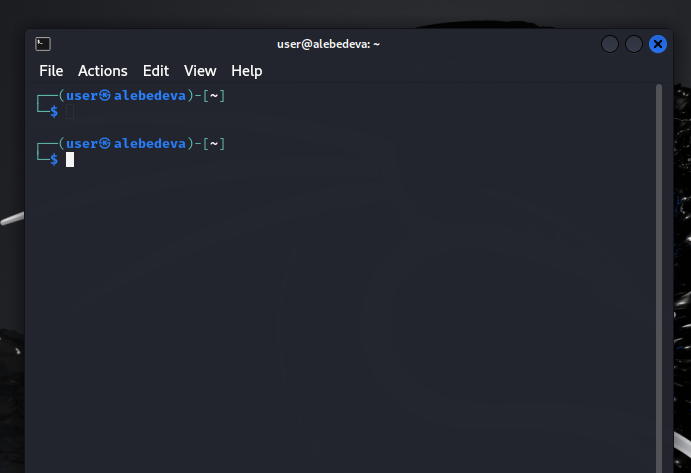 user@alebedeva: ~
File Actions Edit View Help
┌──(user㉿alebedeva)-[~]
└─$
┌──(user㉿alebedeva)-[~]
└─$